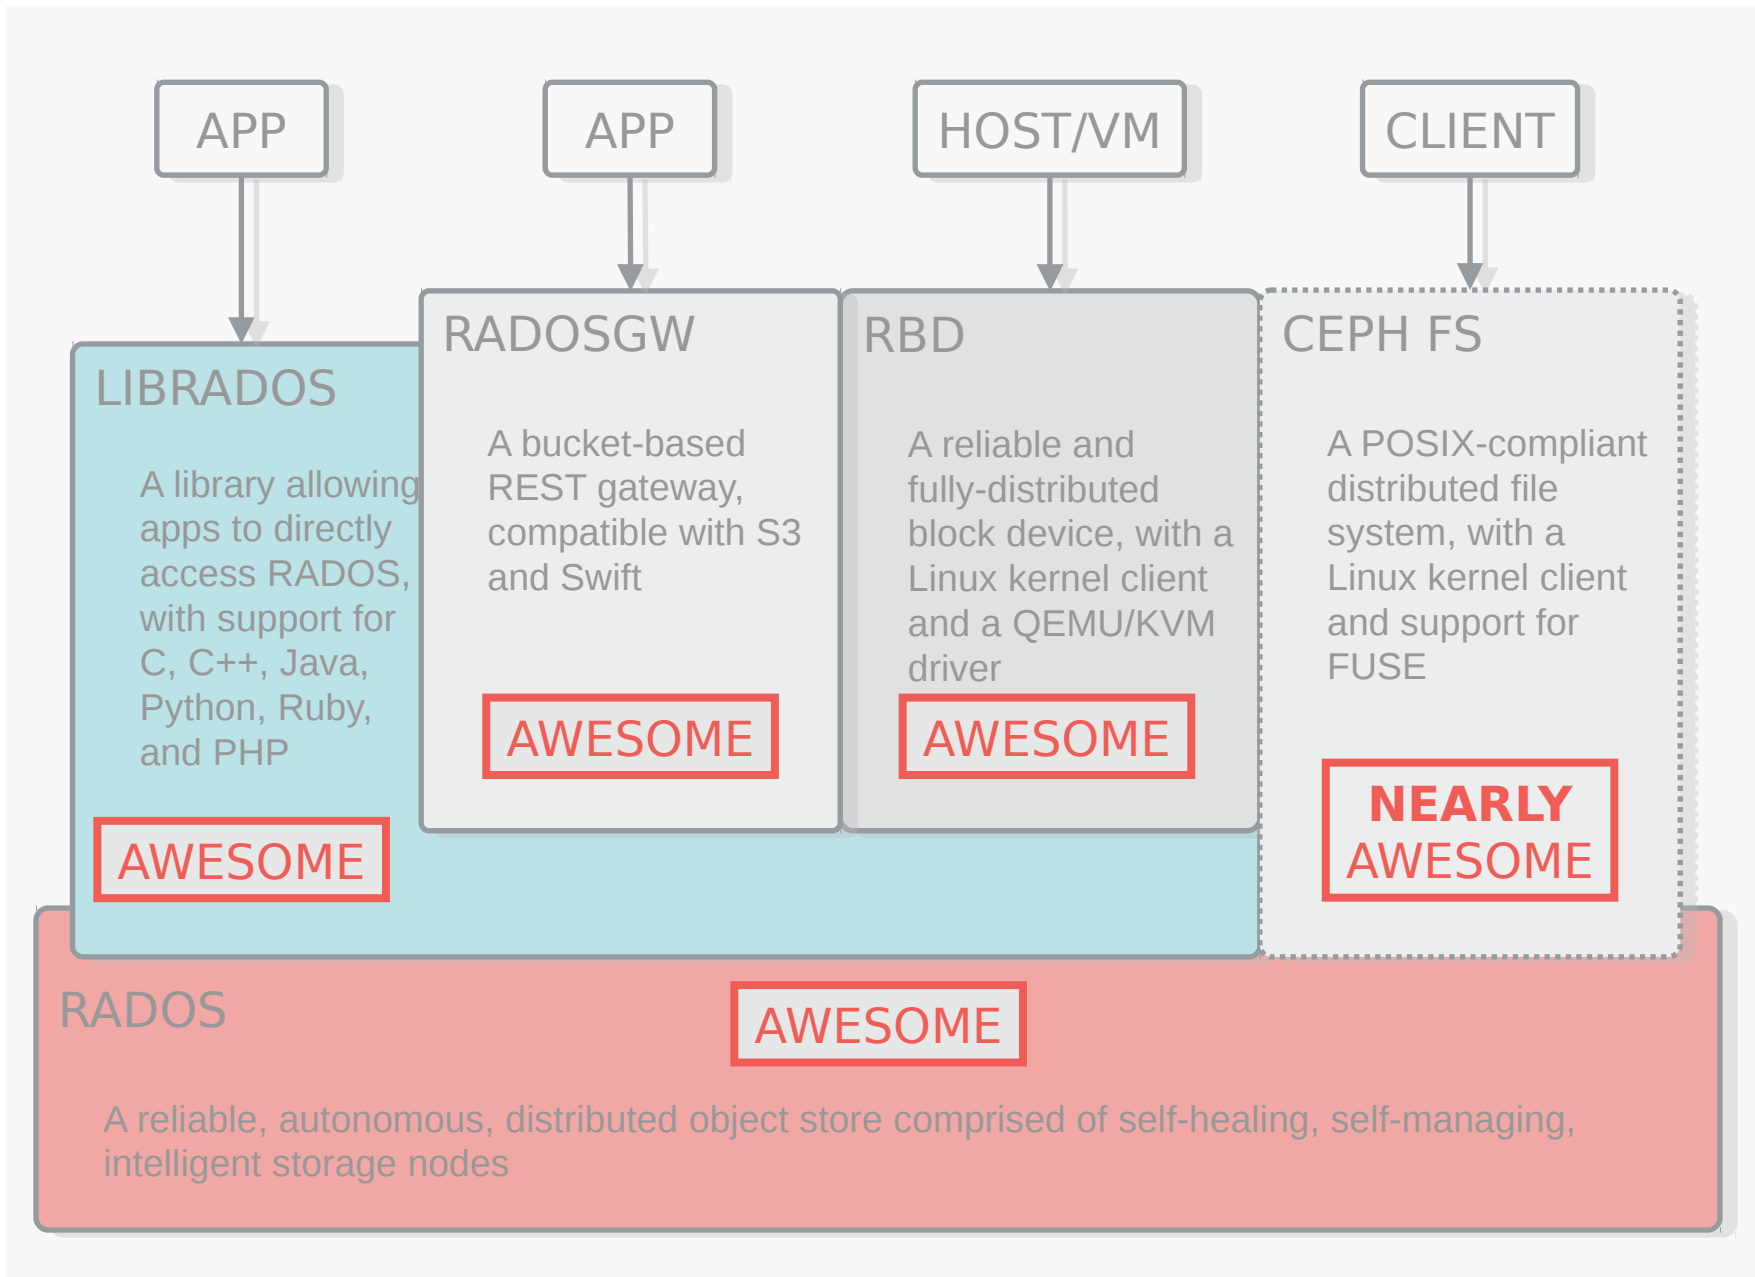 APP
APP
HOST/VM
CLIENT
LIBRADOS
A library allowing
apps to directly
access RADOS,
with support for
C, C++, Java,
Python, Ruby,
and PHP
AWESOME
RADOSGW
A bucket-based
REST gateway,
compatible with S3
and Swift
AWESOME
RBD
A reliable and
fully-distributed
block device, with a
Linux kernel client
and a QEMU/KVM
driver
AWESOME
CEPH FS
A POSIX-compliant
distributed file
system, with a
Linux kernel client
and support for
FUSE
NEARLY
AWESOME
RADOS
AWESOME
A reliable, autonomous, distributed object store comprised of self-healing, self-managing,
intelligent storage nodes